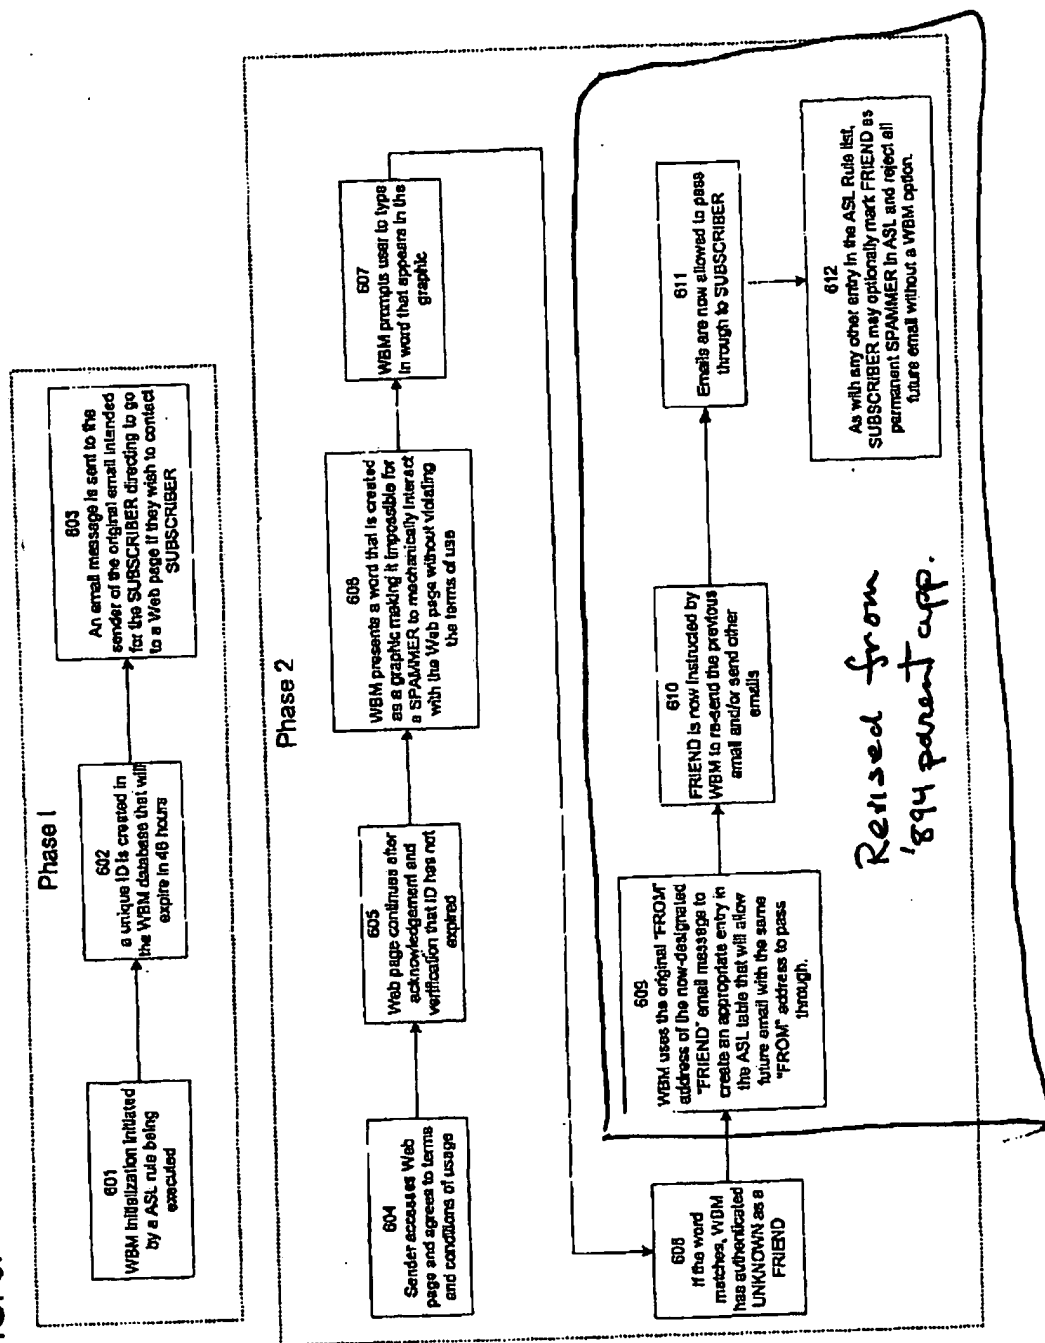 Phase I
601
WBM Initialization Initiated
by a ASL rule being
executed
602
a unique ID is created in
the WBM database that will
expire in 48 hours
603
An email message is sent to the
sender of the original email intended
for the SUBSCRIBER directing to go
to a Web page if they wish to contact
SUBSCRIBER
Phase 2
604
Sender accesses Web
page and agrees to terms
and conditions of usage
605
Web page continues after
acknowledgement and
verification that ID has not
expired
606
WBM presents a word that is created
as a graphic making it impossible for
a SPAMMER to mechanically interact
with the Web page without violating
the terms of use
607
WBM prompts user to type
in word that appears in the
graphic
608
If the word
matches, WBM
has authenticated
UNKNOWN as a
FRIEND
609
WBM uses the original "FROM"
address of the now-designated
"FRIEND" email message to
create an appropriate entry in
the ASL table that will allow
future email with the same
"FROM" address to pass
through.
610
FRIEND is now instructed by
WBM to re-send the previous
email and/or send other
emails
611
Emails are now allowed to pass
through to SUBSCRIBER
612
As with any other entry in the ASL Rule list,
SUBSCRIBER may optionally mark FRIEND as
permanent SPAMMER in ASL and reject all
future email without a WBM option.
Revised from
'894 parent app.